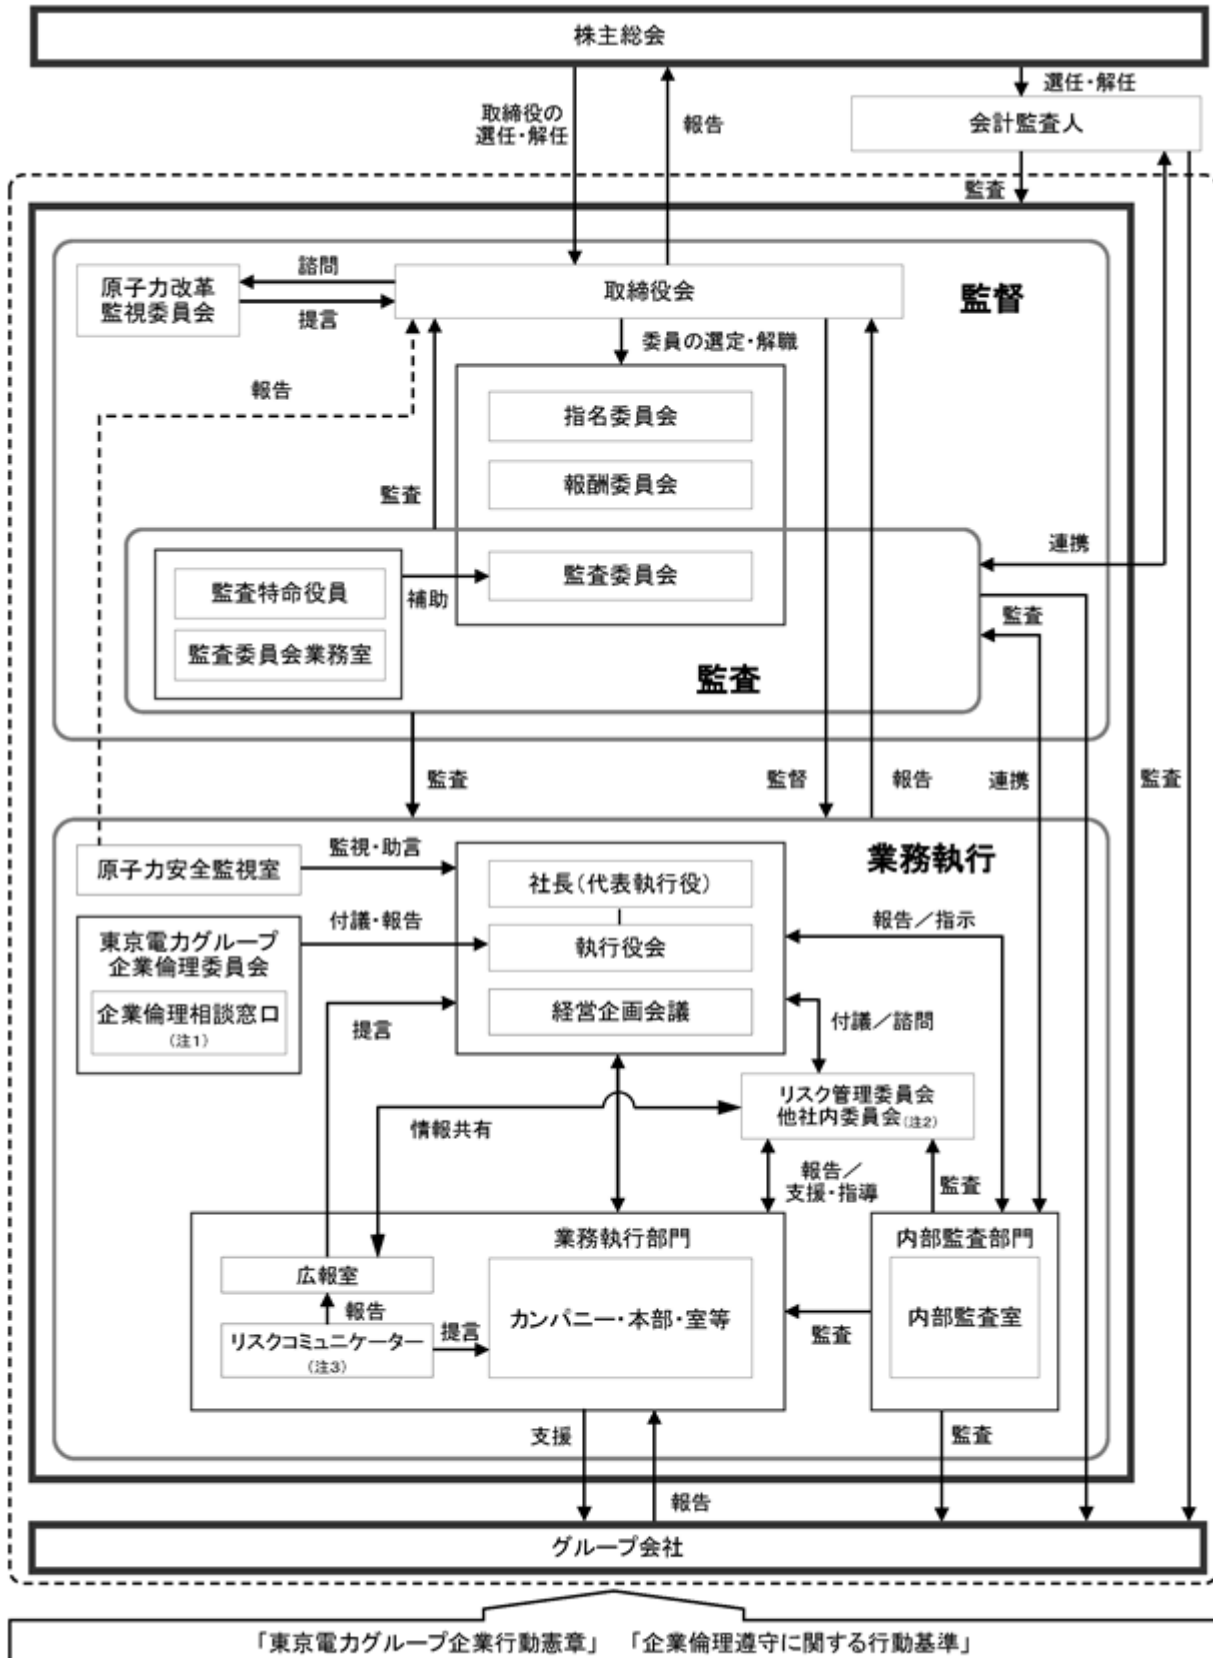 株主総会
取締役の
選任・解任
報告
選任・解任
会計監査人
監査
原子力改革
監視委員会
諮問
提言
取締役会
監督
委員の選定・解職
報告
指名委員会
報酬委員会
監査
監査特命役員
監査委員会業務室
補助
監査委員会
監査
連携
監査
監査
監督
報告
連携
監査
原子力安全監視室
監視・助言
業務執行
社長（代表執行役）
東京電力グループ
企業倫理委員会
付議・報告
執行役会
報告／指示
企業倫理相談窓口
（注1）
提言
経営企画会議
付議／諮問
リスク管理委員会
他社内委員会（注2）
情報共有
報告／
支援・指導
監査
業務執行部門
内部監査部門
広報室
報告
カンパニー・本部・室等
リスクコミュニケーター
（注3）
提言
監査
内部監査室
支援
報告
監査
グループ会社
「東京電力グループ企業行動憲章」　「企業倫理遵守に関する行動基準」